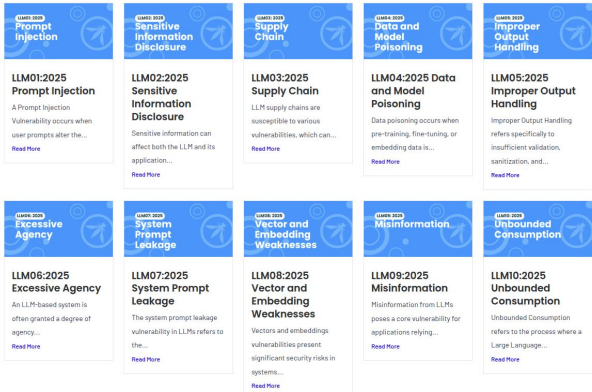 LLM01: 2025
Prompt
Injection
LLM01:2025
Prompt Injection
A Prompt Injection
Vulnerability occurs when
user prompts alter the...
Read More
LLM02: 2025
Sensitive
Information
Disclosure
LLM02:2025
Sensitive
Information
Disclosure
Sensitive information can
affect both the LLM and its
application...
Read More
LLM03: 2025
Supply
Chain
LLM03:2025
Supply Chain
LLM supply chains are
susceptible to various
vulnerabilities, which can...
Read More
LLM04: 2025
Data and
Model
Poisoning
LLM04:2025 Data
and Model
Poisoning
Data poisoning occurs when
pre-training, fine-tuning, or
embedding data is...
Read More
LLM05: 2025
Improper
Output
Handling
LLM05:2025
Improper Output
Handling
Improper Output Handling
refers specifically to
insufficient validation,
sanitization, and...
Read More
LLM06: 2025
Excessive
Agency
LLM06:2025
Excessive Agency
An LLM-based system is
often granted a degree of
agency...
Read More
LLM07: 2025
System
Prompt
Leakage
LLM07:2025
System Prompt
Leakage
The system prompt leakage
vulnerability in LLMs refers to
the...
Read More
LLM08: 2025
Vector and
Embedding
Weaknesses
LLM08:2025
Vector and
Embedding
Weaknesses
Vectors and embeddings
vulnerabilities present
significant security risks in
systems...
Read More
LLM09: 2025
Misinformation
LLM09:2025
Misinformation
Misinformation from LLMs
poses a core vulnerability for
applications relying...
Read More
LLM10: 2025
Unbounded
Consumption
LLM10:2025
Unbounded
Consumption
Unbounded Consumption
refers to the process where a
Large Language...
Read More